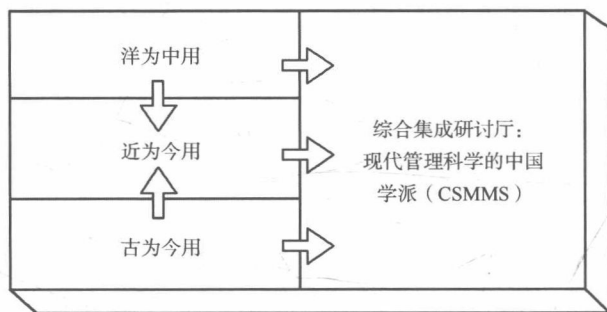 洋为中用
近为今用
古为今用
综合集成研讨厅：
现代管理科学的中国
学派（CSMMS）